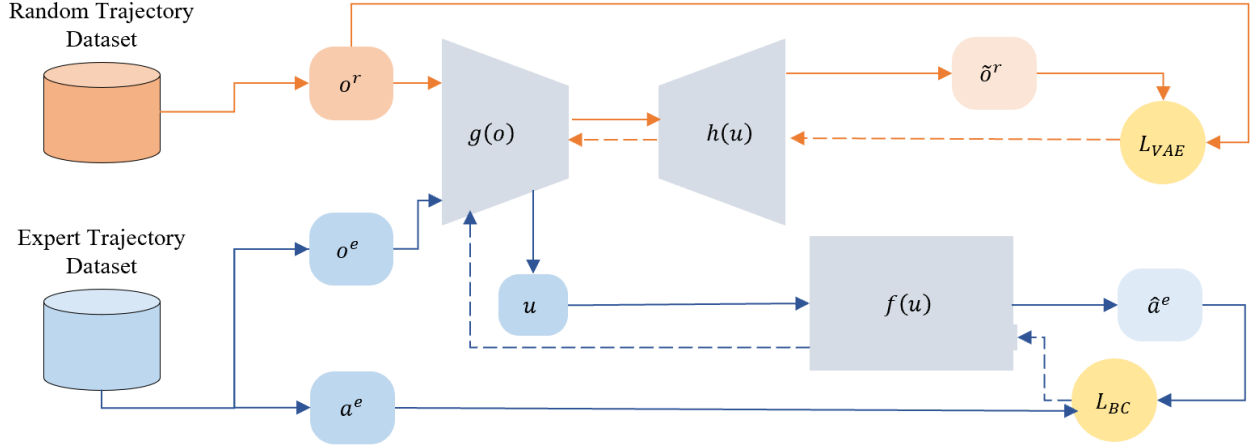 Random Trajectory
Dataset
o^r
g(o)
h(u)
õ^r
L_VAE
Expert Trajectory
Dataset
o^e
u
f(u)
â^e
a^e
L_BC